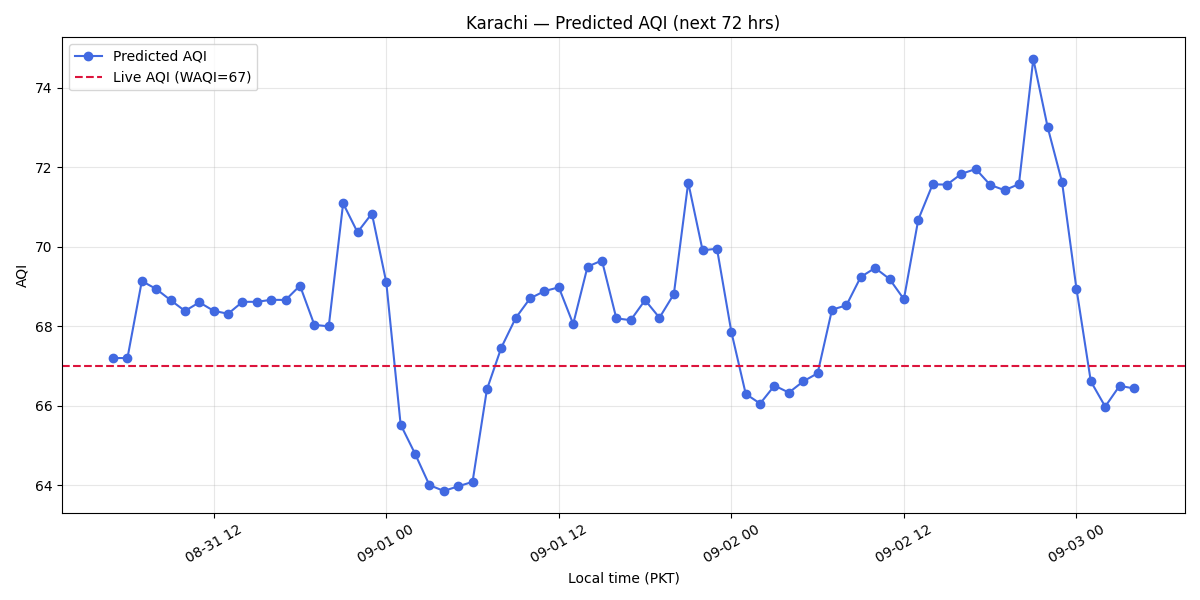 Karachi — Predicted AQI (next 72 hrs)
Predicted AQI
Live AQI (WAQI=67)
AQI
74
72
70
68
66
64
08-31 12
09-01 00
09-01 12
09-02 00
09-02 12
09-03 00
Local time (PKT)